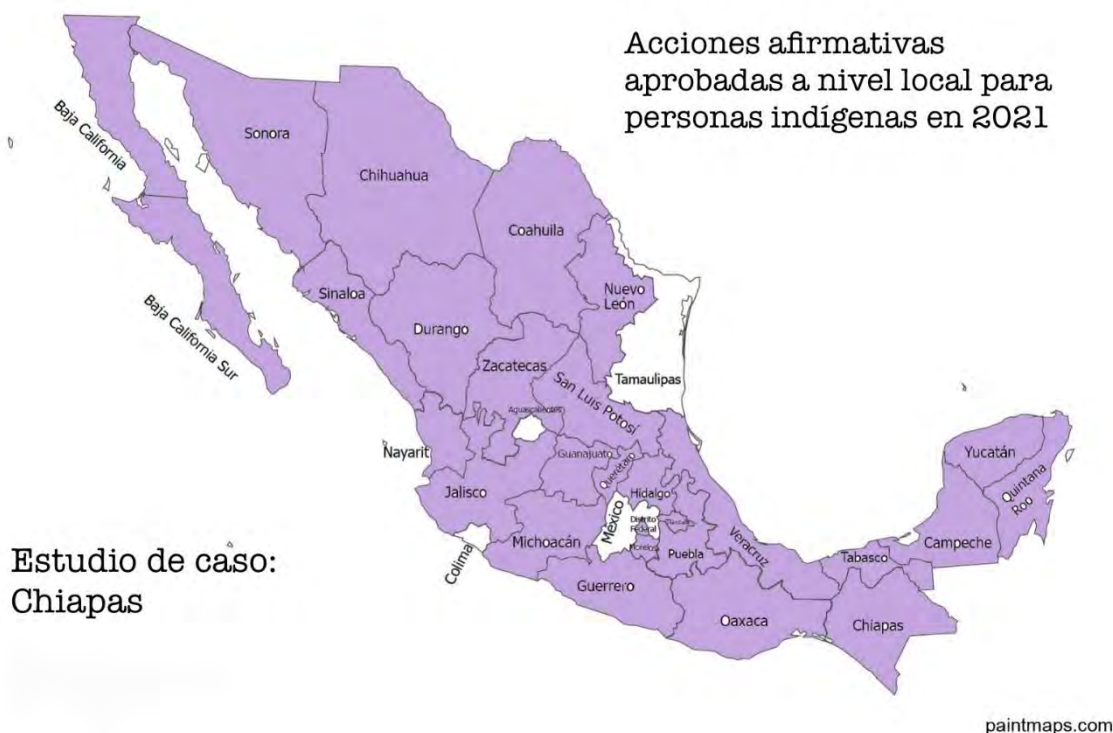 Acciones afirmativas
aprobadas a nivel local para
personas indígenas en 2021
Baja California
Sonora
Chihuahua
Coahuila
Nuevo
León
Sinaloa
Baja California Sur
Durango
Tamaulipas
Zacatecas
San Luis Potosí
Aguascalientes
Nayarit
Guanajuato
Querétaro
Yucatán
Quintana
Roo
Jalisco
Hidalgo
México
Distrito
Federal
Michoacán
Morelos
Puebla
Veracruz
Tabasco
Campeche
Colima
Guerrero
Oaxaca
Chiapas
Estudio de caso:
Chiapas
paintmaps.com